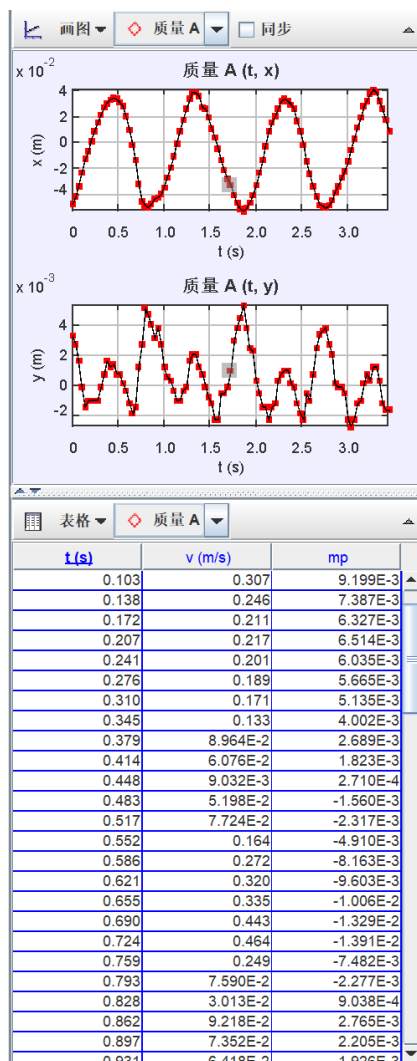 画图 质量 A 同步
x 10^-2 质量 A (t, x)
4
2
0
-2
-4
x (m)
0 0.5 1.0 1.5 2.0 2.5 3.0
t (s)
x 10^-3 质量 A (t, y)
4
2
0
-2
y (m)
0 0.5 1.0 1.5 2.0 2.5 3.0
t (s)
表格 质量 A
t (s) v (m/s) mp
0.103 0.307 9.199E-3
0.138 0.246 7.387E-3
0.172 0.211 6.327E-3
0.207 0.217 6.514E-3
0.241 0.201 6.035E-3
0.276 0.189 5.665E-3
0.310 0.171 5.135E-3
0.345 0.133 4.002E-3
0.379 8.964E-2 2.689E-3
0.414 6.076E-2 1.823E-3
0.448 9.032E-3 2.710E-4
0.483 5.198E-2 -1.560E-3
0.517 7.724E-2 -2.317E-3
0.552 0.164 -4.910E-3
0.586 0.272 -8.163E-3
0.621 0.320 -9.603E-3
0.655 0.335 -1.006E-2
0.690 0.443 -1.329E-2
0.724 0.464 -1.391E-2
0.759 0.249 -7.482E-3
0.793 7.590E-2 -2.277E-3
0.828 3.013E-2 9.038E-4
0.862 9.218E-2 2.765E-3
0.897 7.352E-2 2.205E-3
0.931 6.418E-2 1.926E-3